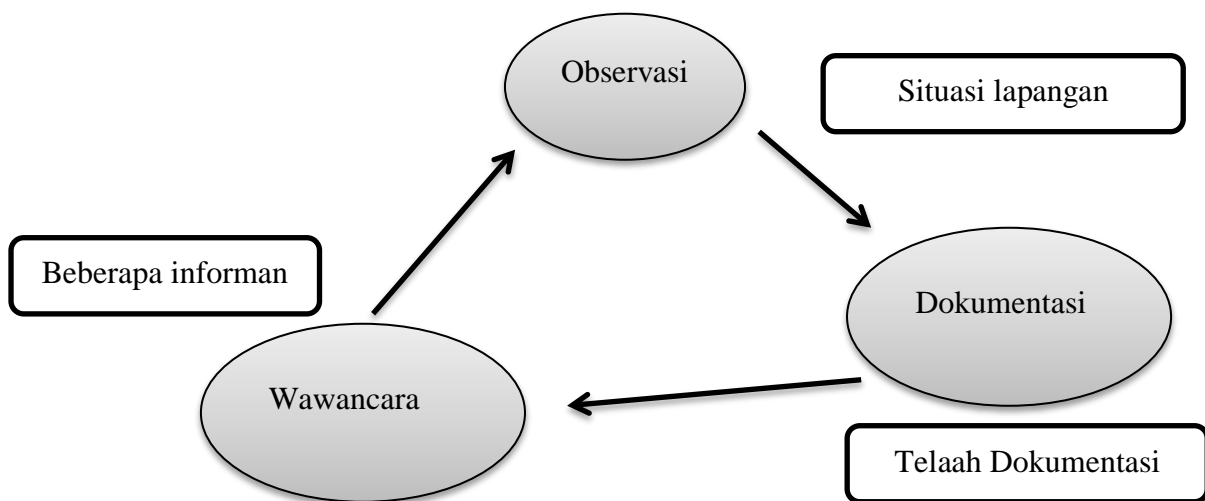 Observasi
Situasi lapangan
Beberapa informan
Dokumentasi
Wawancara
Telaah Dokumentasi